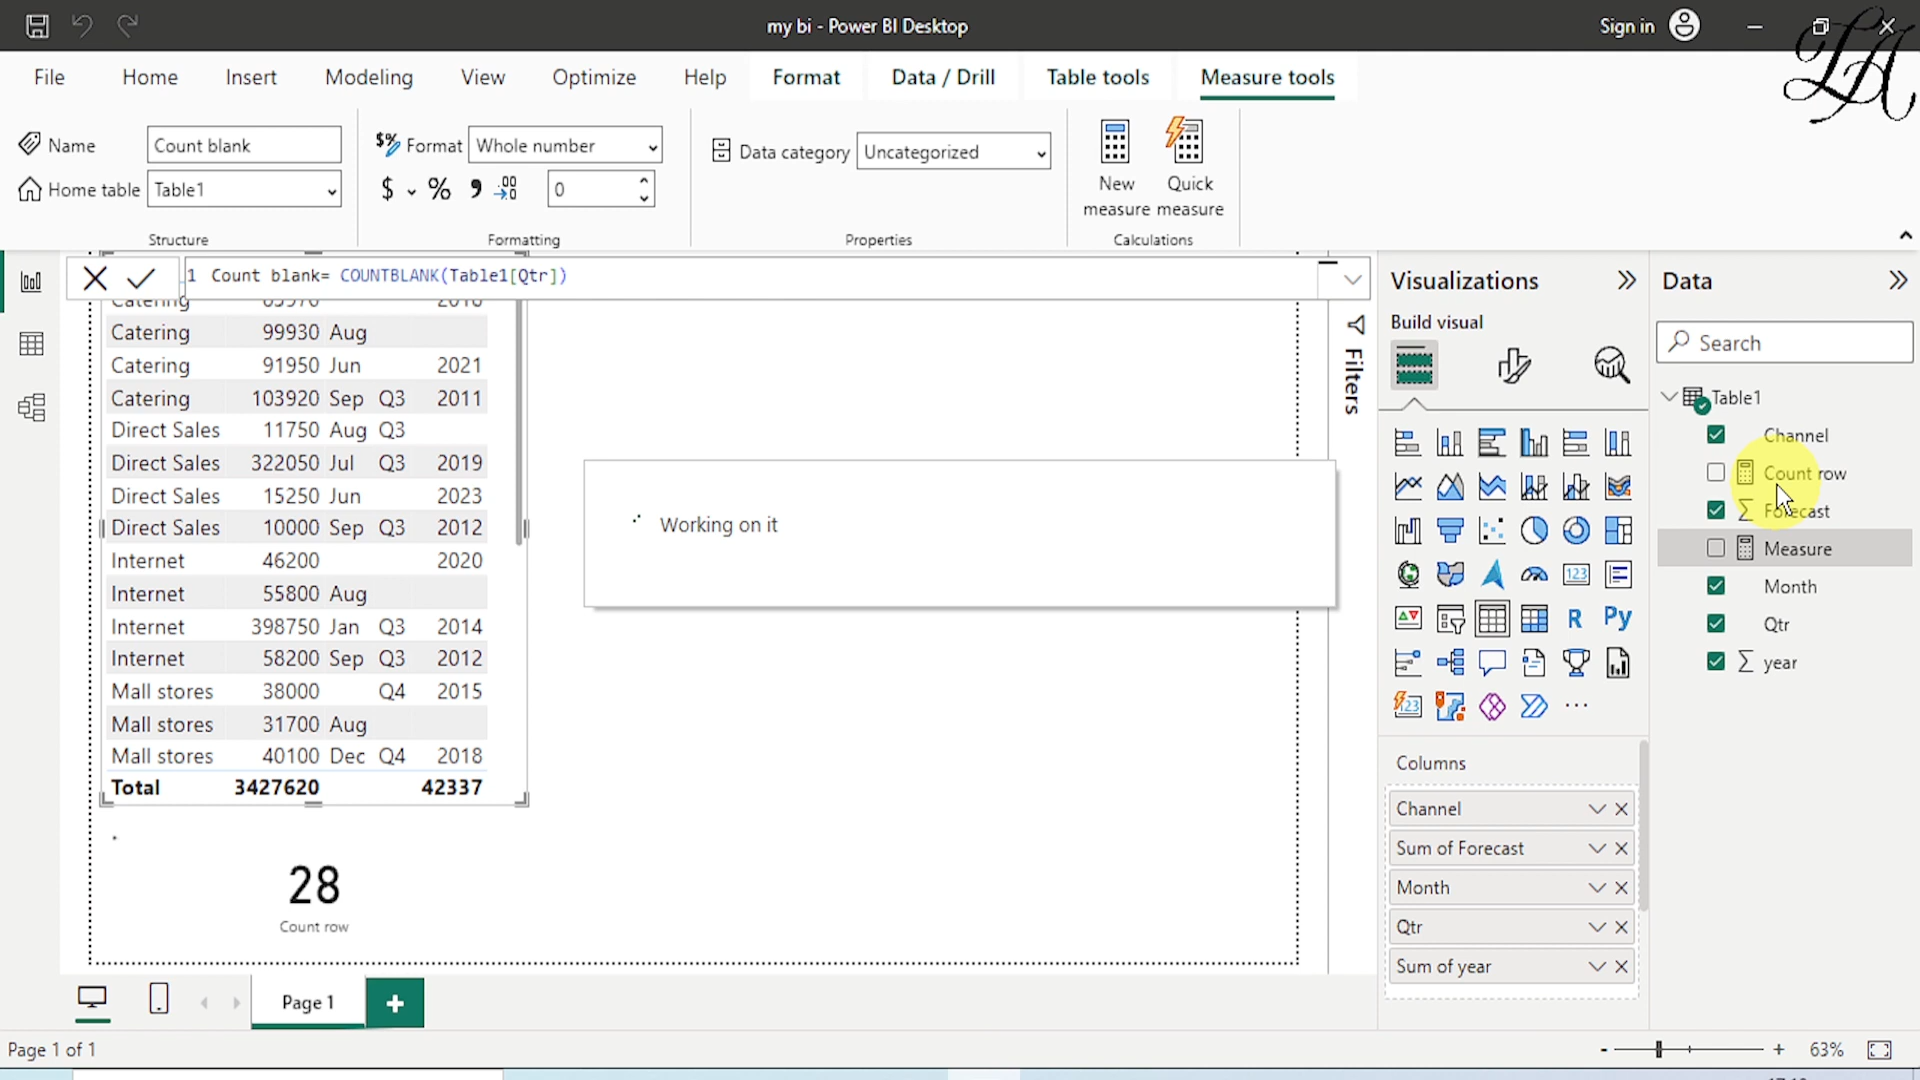 my bi - Power BI Desktop
Sign in
LA
File Home Insert Modeling View Optimize Help Format Data / Drill Table tools Measure tools
Name Count blank
Home table Table1
Structure
$% Format Whole number
$ % 9 .00 0
Formatting
Data category Uncategorized
Properties
New measure
Quick measure
Calculations
1 Count blank= COUNTBLANK(Table1[Qtr])
Catering
Catering 99930 Aug
Catering 91950 Jun 2021
Catering 103920 Sep Q3 2011
Direct Sales 11750 Aug Q3
Direct Sales 322050 Jul Q3 2019
Direct Sales 15250 Jun 2023
Direct Sales 10000 Sep Q3 2012
Internet 46200 2020
Internet 55800 Aug
Internet 398750 Jan Q3 2014
Internet 58200 Sep Q3 2012
Mall stores 38000 Q4 2015
Mall stores 31700 Aug
Mall stores 40100 Dec Q4 2018
Total 3427620 42337
28
Count row
Working on it
Filters
Visualizations
Build visual
123
R Py
123
Columns
Channel
Sum of Forecast
Month
Qtr
Sum of year
Data
Search
Table1
Channel
Count row
Forecast
Measure
Month
Qtr
year
Page 1 +
Page 1 of 1
- + 63%